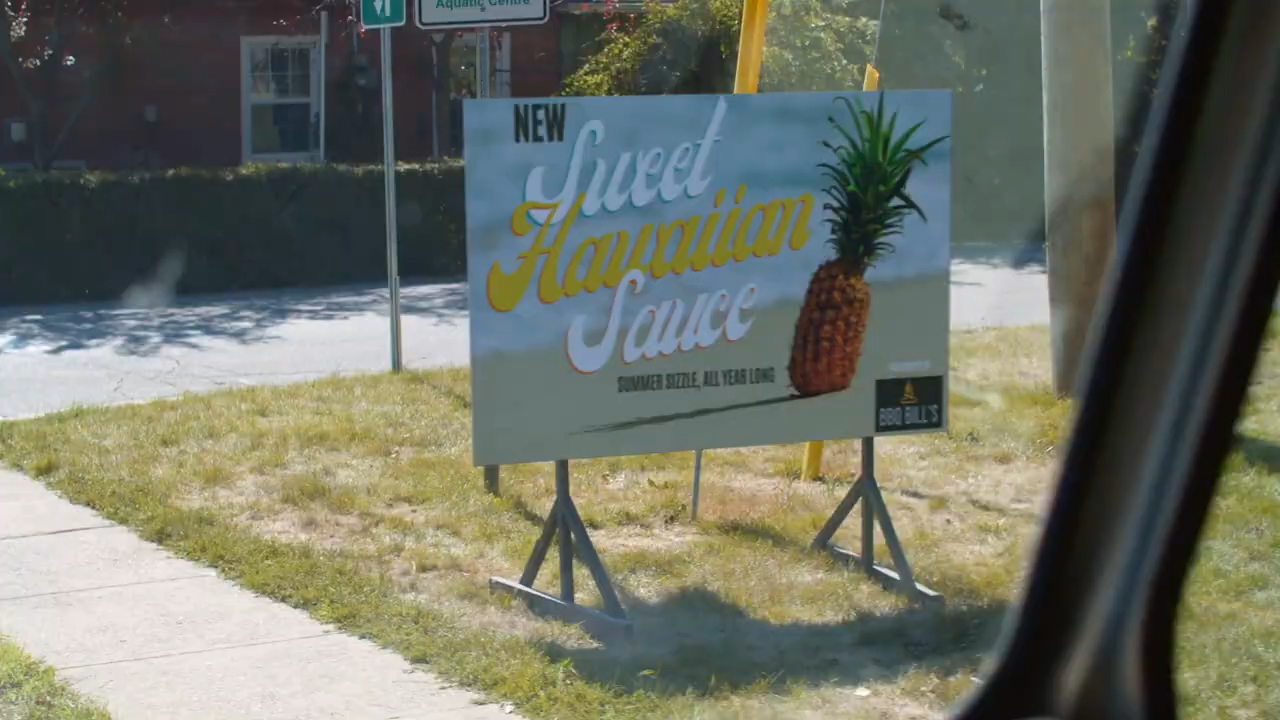 Aquatic Centre
NEW
Sweet
Hawaiian
Sauce
SUMMER SIZZLE, ALL YEAR LONG
BBQ BILL'S